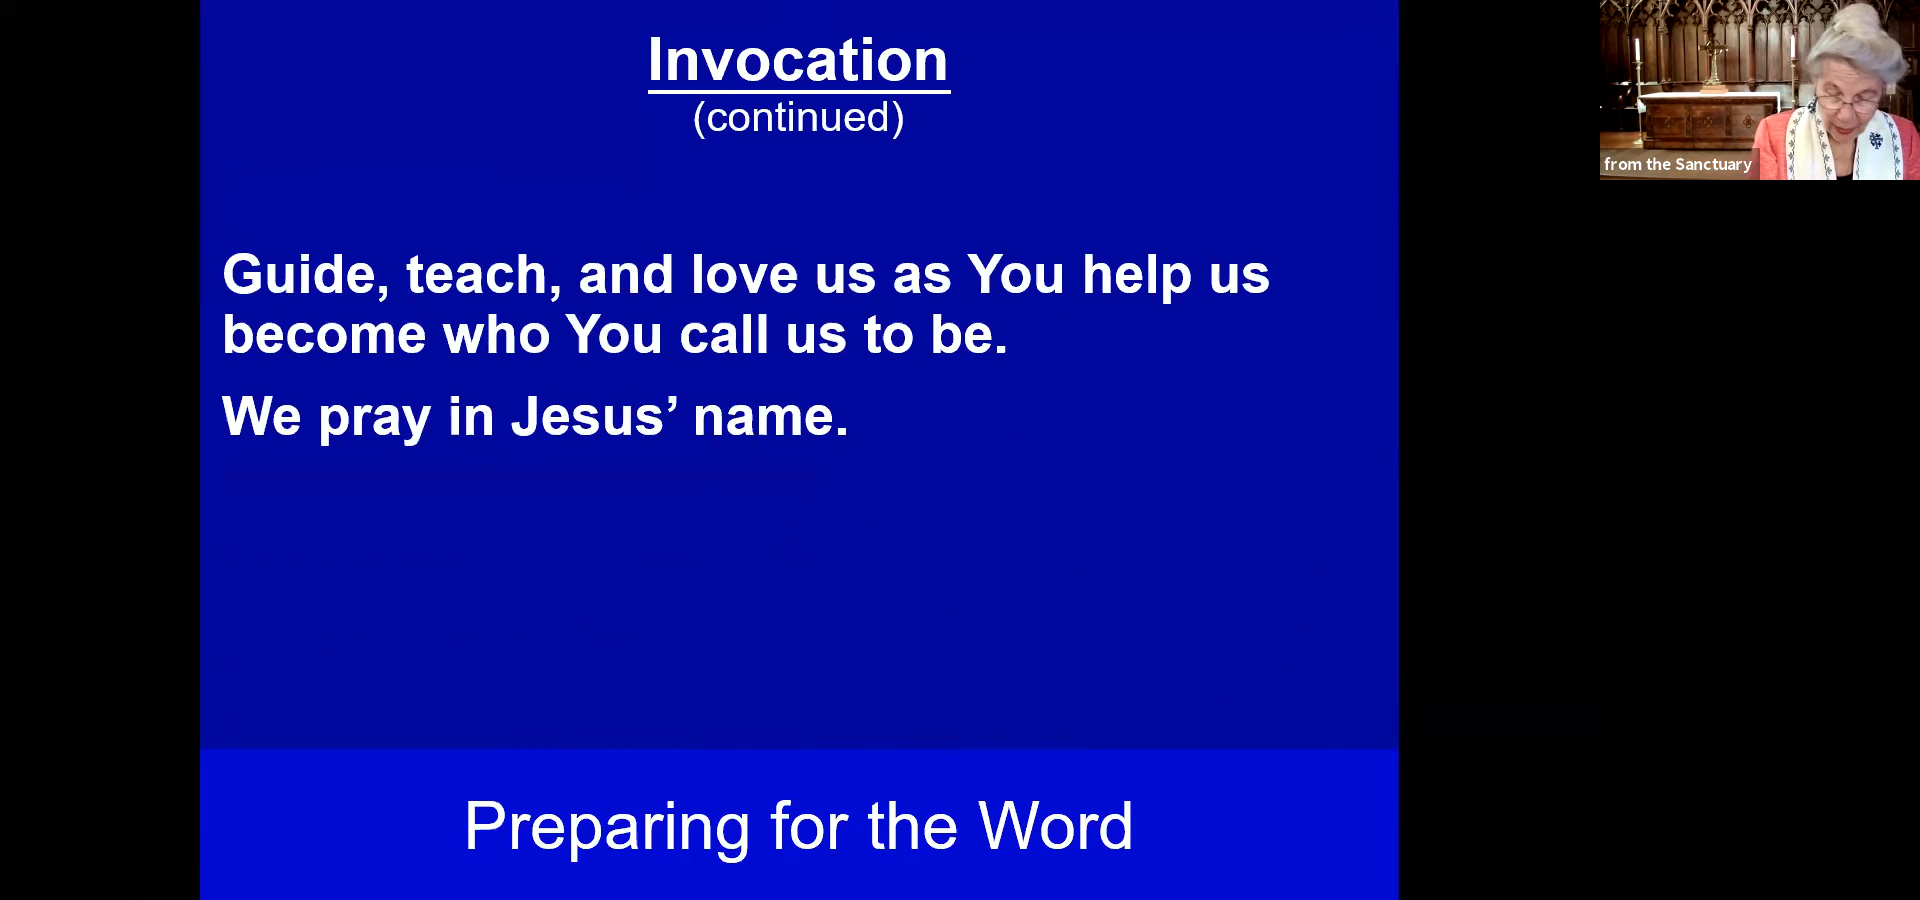 Invocation
(continued)
Guide, teach, and love us as You help us
become who You call us to be.
We pray in Jesus’ name.
Preparing for the Word
from the Sanctuary